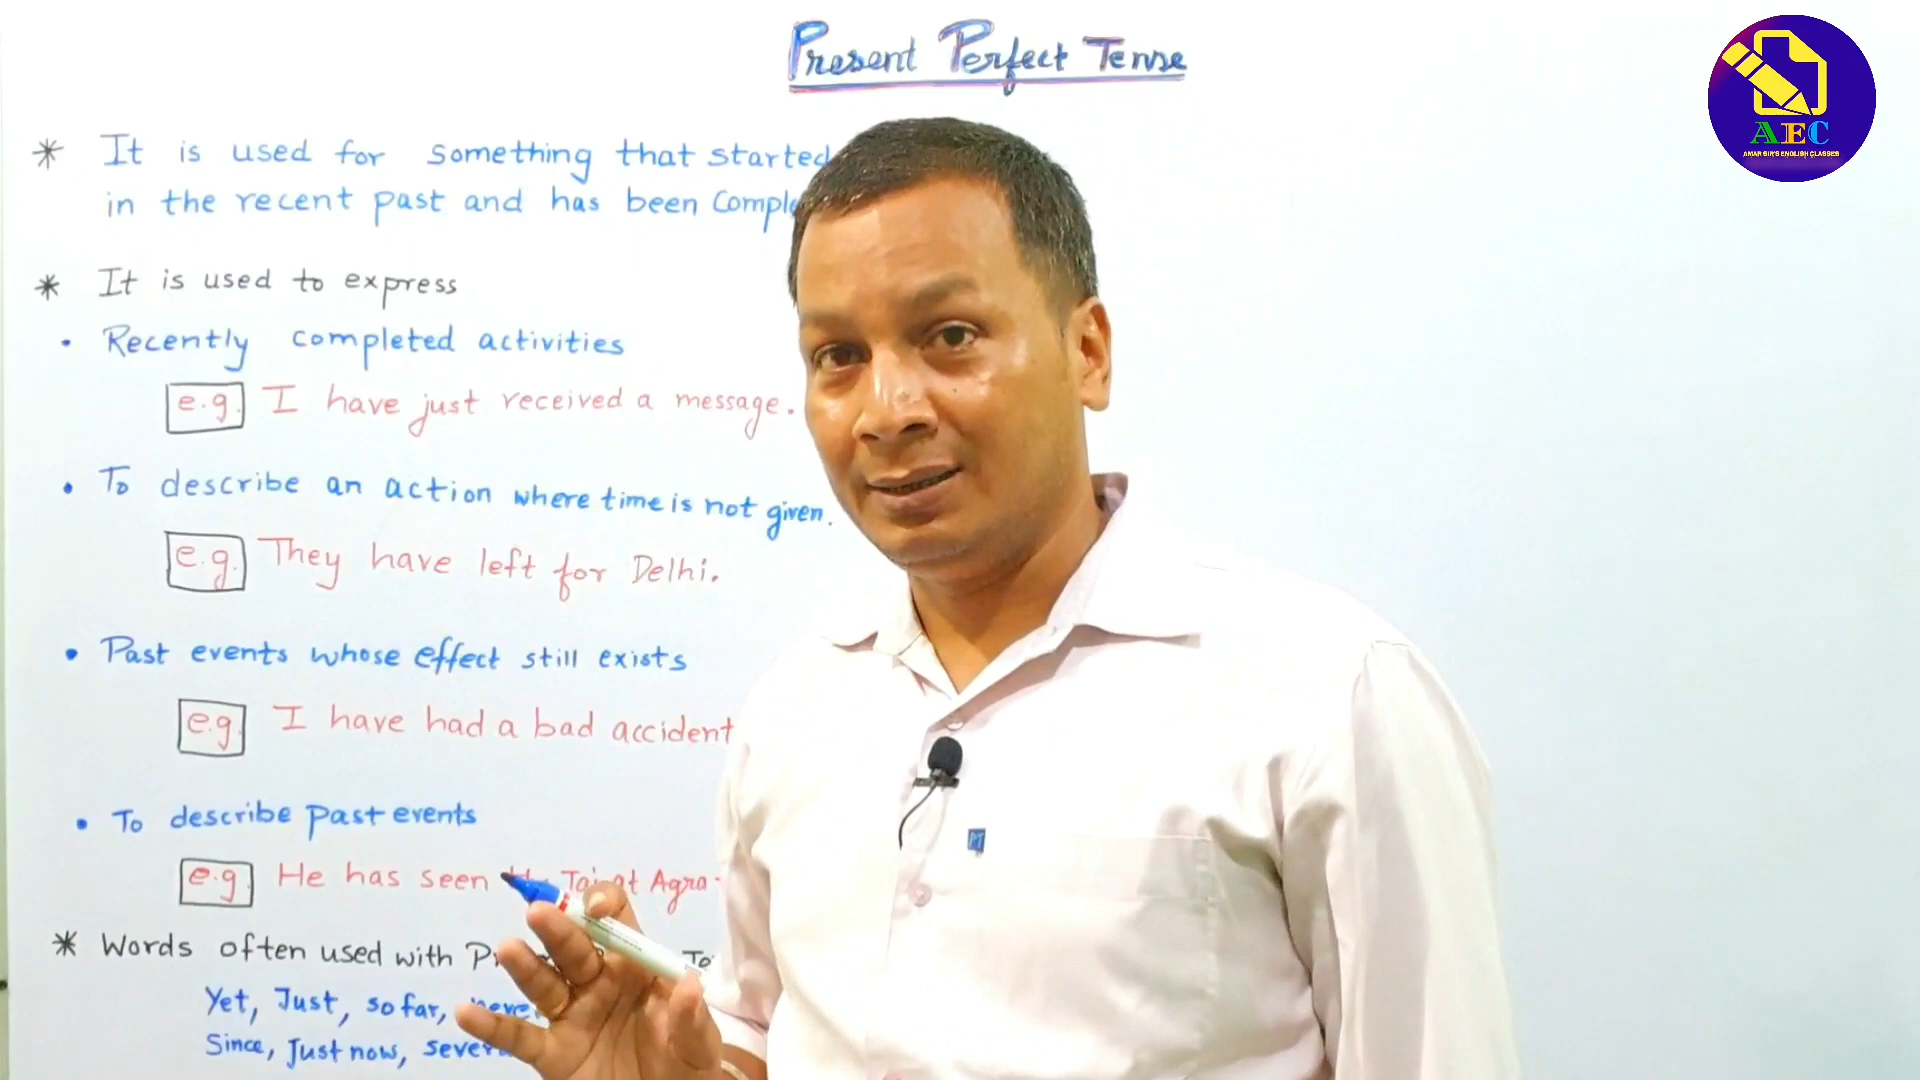 Present Perfect Tense
AEC
AMAR SIR'S ENGLISH CLASSES
* It is used for something that started
in the recent past and has been
* It is used to express
• Recently completed activities
e.g. I have just received a message.
• To describe an action where time is not given.
e.g. They have left for Delhi.
• Past events whose effect still exists
e.g. I have had a bad accident
• To describe past events
e.g. He has seen Taj at Agra.
* Words often used with
Yet, Just, so far,
Since, Just now,